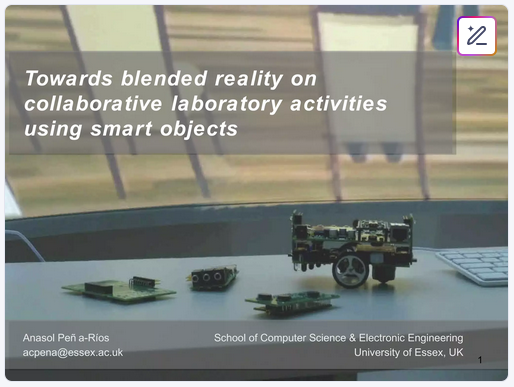 Towards blended reality on
collaborative laboratory activities
using smart objects
Anasol Peñ a-Ríos
acpena@essex.ac.uk
School of Computer Science & Electronic Engineering
University of Essex, UK
1